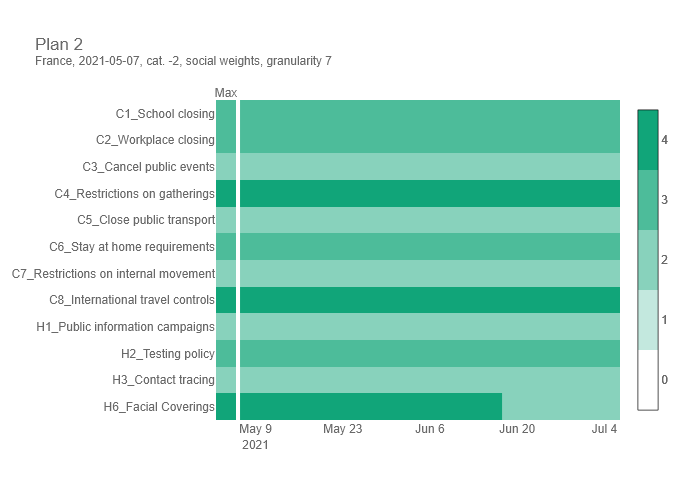 Plan 2
France, 2021-05-07, cat. -2, social weights, granularity 7
Max
C1_School closing
C2_Workplace closing
C3_Cancel public events
C4_Restrictions on gatherings
C5_Close public transport
C6_Stay at home requirements
C7_Restrictions on internal movement
C8_International travel controls
H1_Public information campaigns
H2_Testing policy
H3_Contact tracing
H6_Facial Coverings
May 9 May 23 Jun 6 Jun 20 Jul 4
2021
4
3
2
1
0